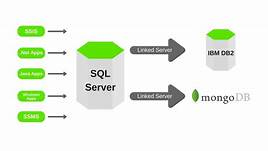 SSIS
.Net Apps
Java Apps
Windows
Apps
SSMS
SQL
Server
Linked Server
IBM DB2
Linked Server
mongoDB